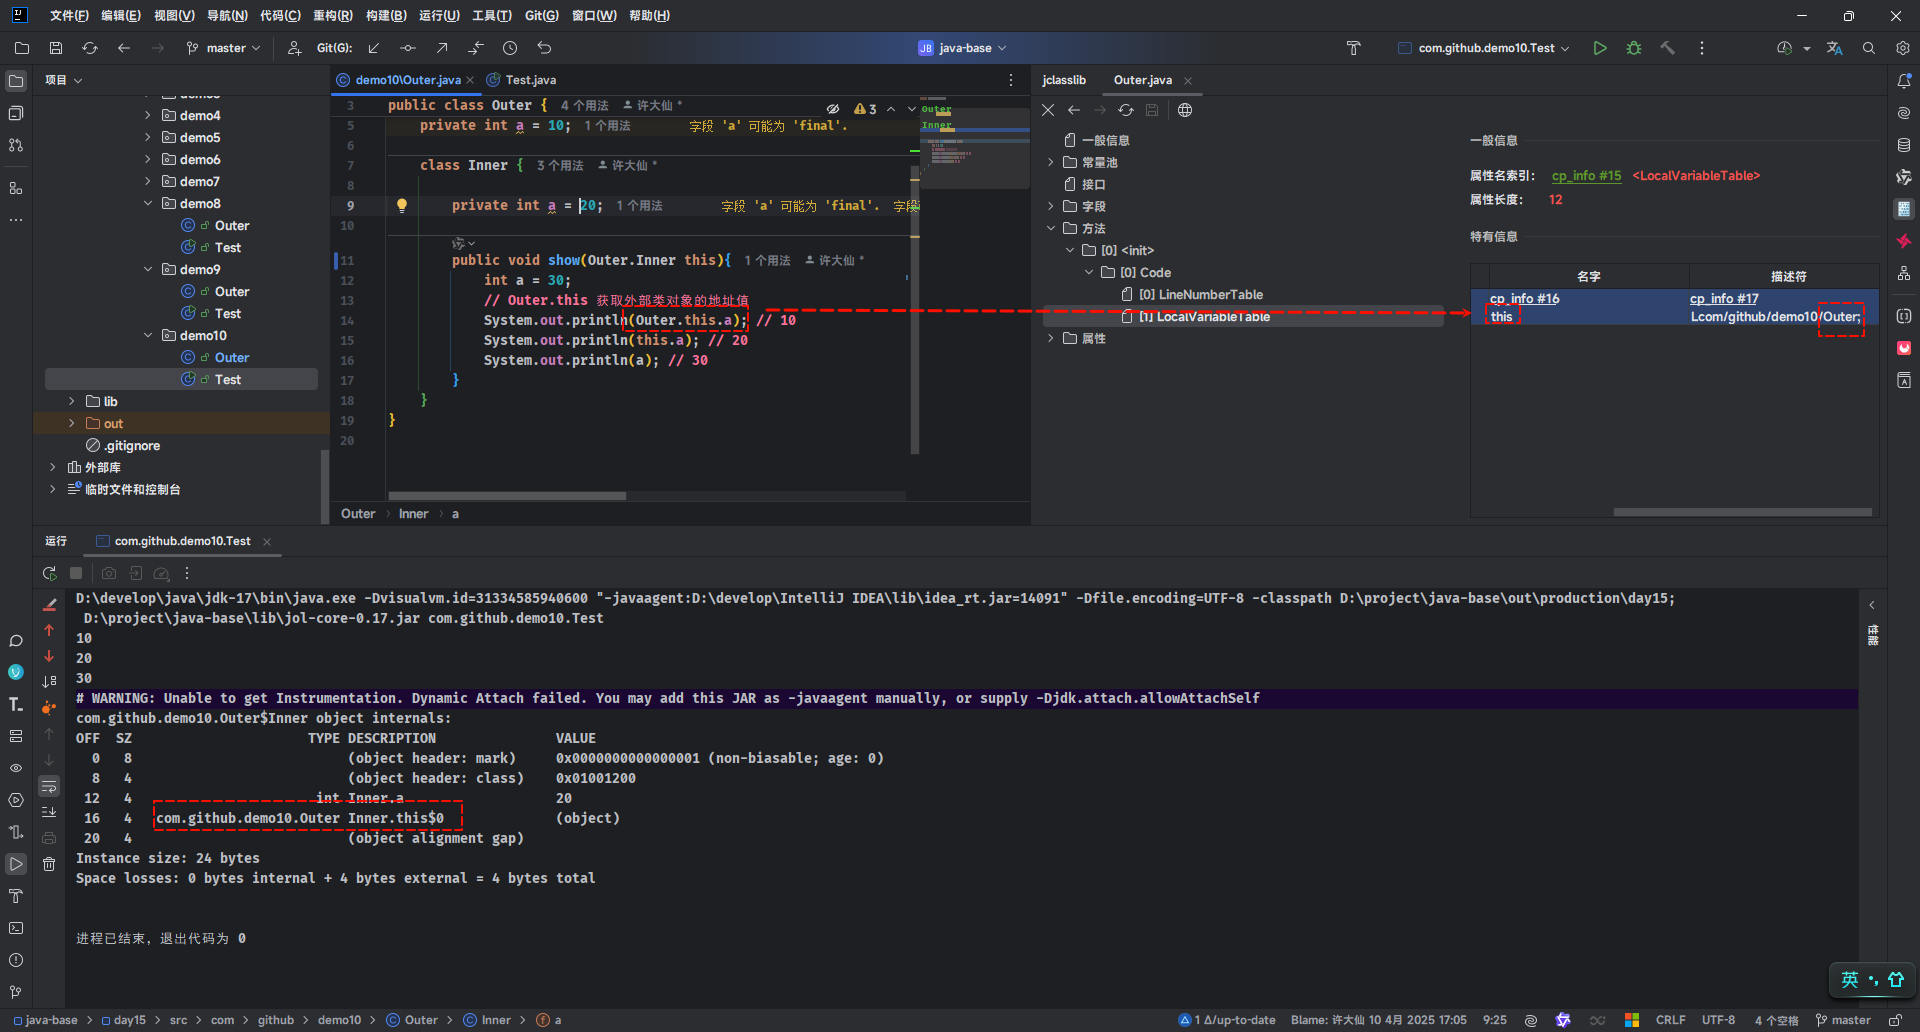 文件(F) 编辑(E) 视图(V) 导航(N) 代码(C) 重构(R) 构建(B) 运行(U) 工具(T) Git(G) 窗口(W) 帮助(H)
master Git(G): JB java-base com.github.demo10.Test
项目
demo4
demo5
demo6
demo7
demo8
Outer
Test
demo9
Outer
Test
demo10
Outer
Test
lib
out
.gitignore
外部库
临时文件和控制台
demo10\Outer.java Test.java
3 public class Outer { 4 个用法 许大仙 *
3
5 private int a = 10; 1 个用法 字段 'a' 可能为 'final'.
6
7 class Inner { 3 个用法 许大仙 *
8
9 private int a = 20; 1 个用法 字段 'a' 可能为 'final'. 字段
10
11 public void show(Outer.Inner this){ 1 个用法 许大仙 *
12 int a = 30;
13 // Outer.this 获取外部类对象的地址值
14 System.out.println(Outer.this.a); // 10
15 System.out.println(this.a); // 20
16 System.out.println(a); // 30
17 }
18 }
19 }
20
Outer
Inner
Outer Inner a
jclasslib Outer.java
一般信息
常量池
接口
字段
方法
[0] <init>
[0] Code
[0] LineNumberTable
[1] LocalVariableTable
属性
一般信息
属性名索引: cp_info #15 <LocalVariableTable>
属性长度: 12
特有信息
名字 描述符
cp_info #16 cp_info #17
this Lcom/github/demo10/Outer;
运行 com.github.demo10.Test
D:\develop\java\jdk-17\bin\java.exe -Dvisualvm.id=31334585940600 "-javaagent:D:\develop\IntelliJ IDEA\lib\idea_rt.jar=14091" -Dfile.encoding=UTF-8 -classpath D:\project\java-base\out\production\day15;
D:\project\java-base\lib\jol-core-0.17.jar com.github.demo10.Test
10
20
30
# WARNING: Unable to get Instrumentation. Dynamic Attach failed. You may add this JAR as -javaagent manually, or supply -Djdk.attach.allowAttachSelf
com.github.demo10.Outer$Inner object internals:
OFF SZ TYPE DESCRIPTION VALUE
0 8 (object header: mark) 0x0000000000000001 (non-biasable; age: 0)
8 4 (object header: class) 0x01001200
12 4 int Inner.a 20
16 4 com.github.demo10.Outer Inner.this$0 (object)
20 4 (object alignment gap)
Instance size: 24 bytes
Space losses: 0 bytes internal + 4 bytes external = 4 bytes total
进程已结束，退出代码为 0
性能
英
java-base day15 src com github demo10 Outer Inner a
1 Δ/up-to-date Blame: 许大仙 10 4月 2025 17:05 9:25 CRLF UTF-8 4 个空格 master